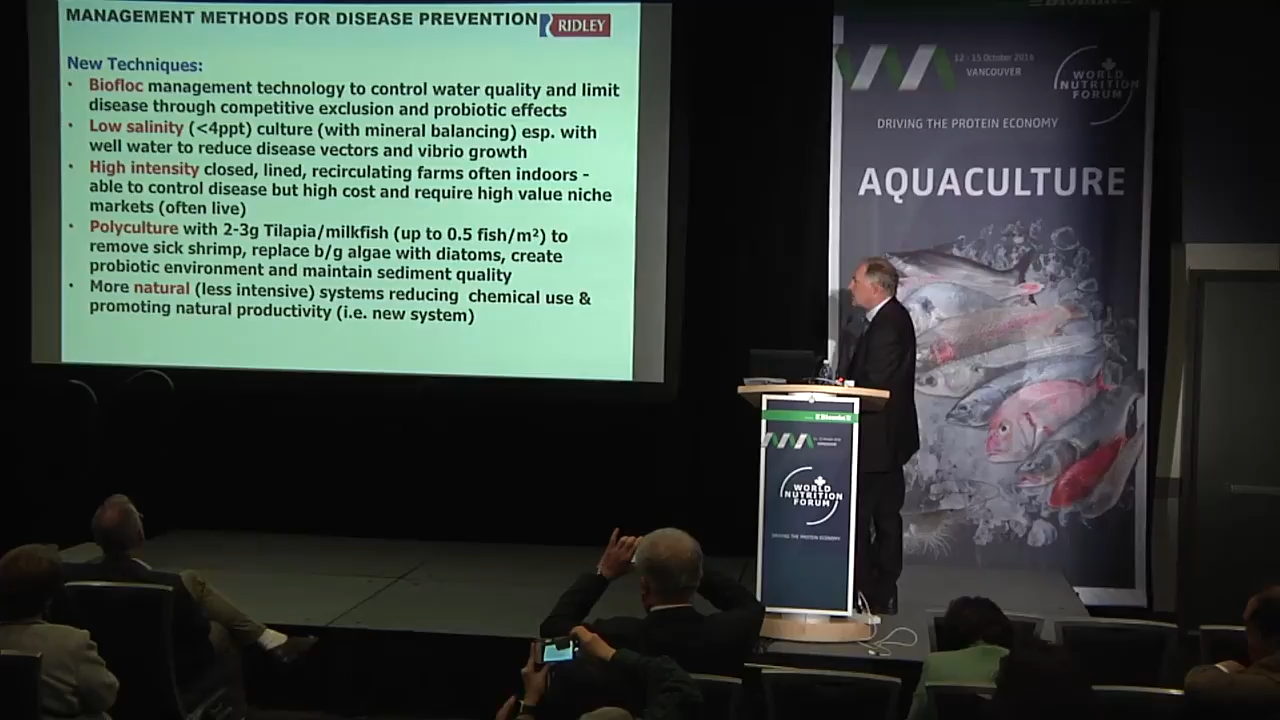 MANAGEMENT METHODS FOR DISEASE PREVENTION
RIDLEY
New Techniques:
• Biofloc management technology to control water quality and limit
disease through competitive exclusion and probiotic effects
• Low salinity (<4ppt) culture (with mineral balancing) esp. with
well water to reduce disease vectors and vibrio growth
• High intensity closed, lined, recirculating farms often indoors -
able to control disease but high cost and require high value niche
markets (often live)
• Polyculture with 2-3g Tilapia/milkfish (up to 0.5 fish/m²) to
remove sick shrimp, replace b/g algae with diatoms, create
probiotic environment and maintain sediment quality
• More natural (less intensive) systems reducing chemical use &
promoting natural productivity (i.e. new system)
12 - 15 October 2016
VANCOUVER
WORLD
NUTRITION
FORUM
DRIVING THE PROTEIN ECONOMY
AQUACULTURE
VANCOUVER
WORLD
NUTRITION
FORUM
DRIVING THE PROTEIN ECONOMY